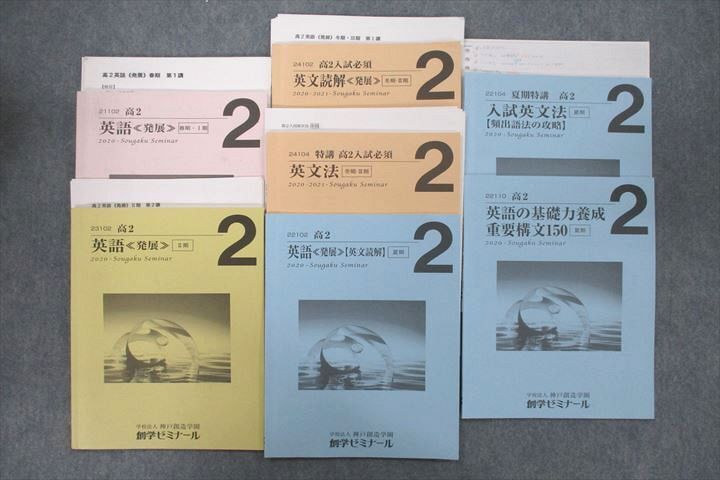 高2英語《発展》春期 第1講
21102 高2
英語≪発展≫ 春期・Ⅰ期
2020・Sougaku Seminar
2
高2英語《発展》Ⅱ期 第2講
23102 高2
英語≪発展≫ Ⅱ期
2020・Sougaku Seminar
2
学校法人 神戸創造学園
創学ゼミナール
高2英語《発展》冬期・Ⅲ期 第1講
24102 高2入試必須
英文読解≪発展≫ 冬期・Ⅲ期
2020-2021・Sougaku Seminar
2
24104 特講 高2入試必須
英文法 冬期・Ⅲ期
2020-2021・Sougaku Seminar
2
22102 高2
英語≪発展≫【英文読解】 夏期
2020・Sougaku Seminar
2
学校法人 神戸創造学園
創学ゼミナール
22104 夏期特講 高2
入試英文法 夏期
【頻出語法の攻略】
2020・Sougaku Seminar
2
22110 高2
英語の基礎力養成
重要構文150 夏期
2020・Sougaku Seminar
2
学校法人 神戸創造学園
創学ゼミナール